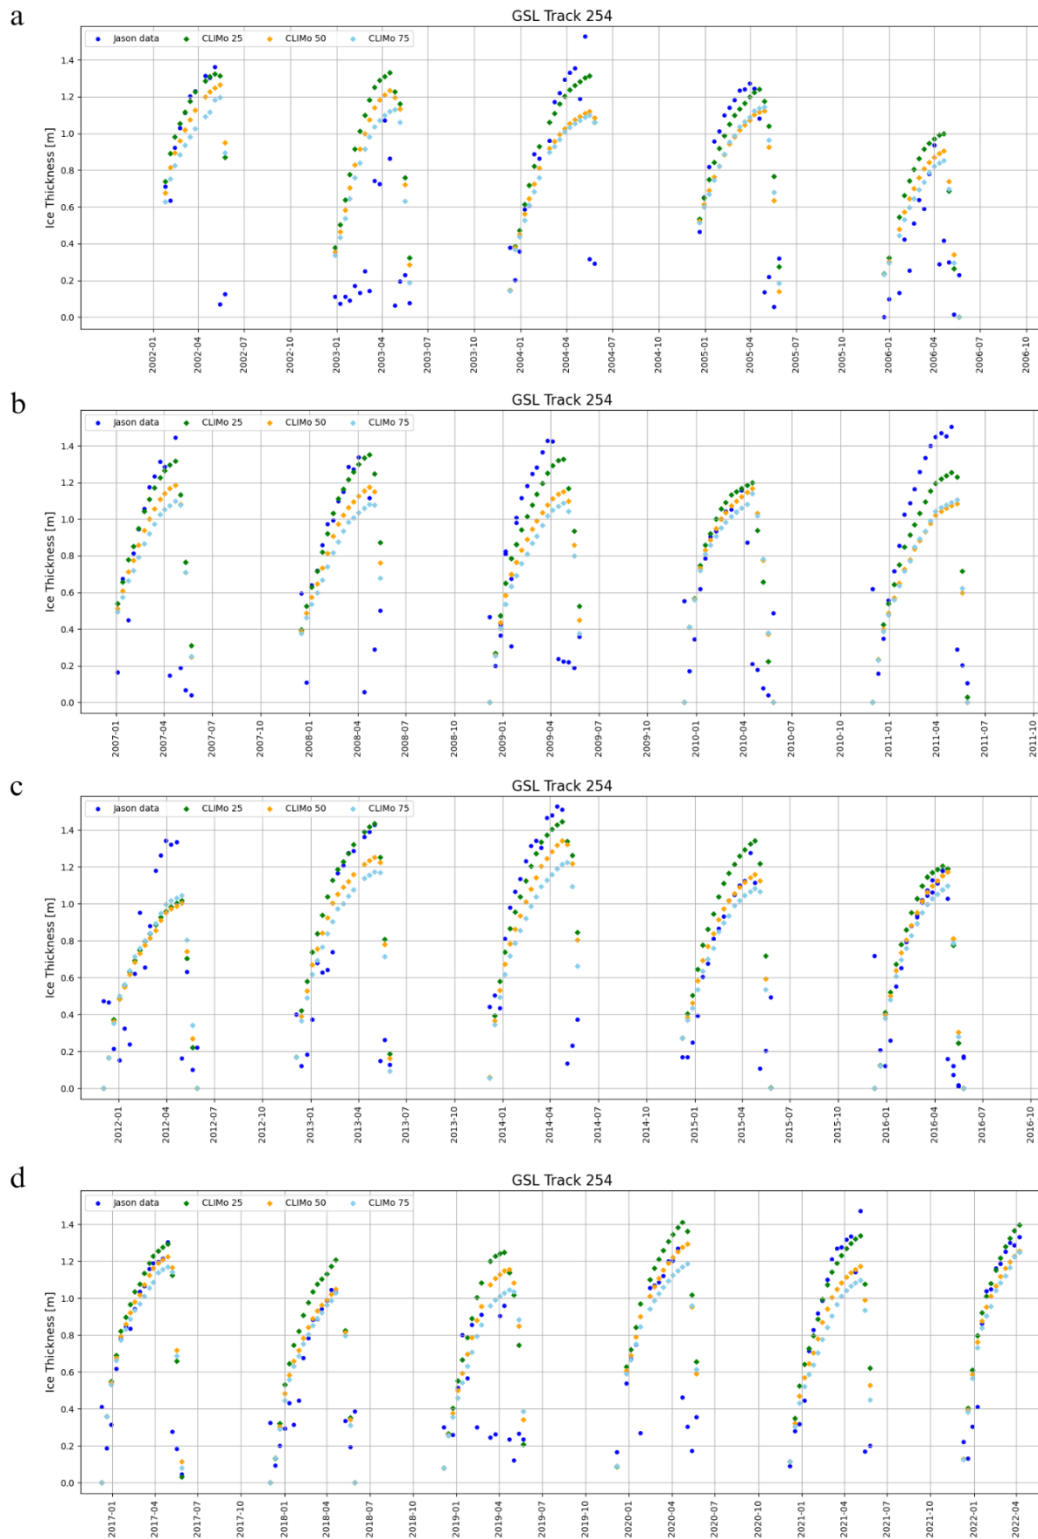 a
GSL Track 254
Jason data CLIMo 25 CLIMo 50 CLIMo 75
Ice Thickness [m]
1.4
1.2
1.0
0.8
0.6
0.4
0.2
0.0
2002-01 2002-04 2002-07 2002-10 2003-01 2003-04 2003-07 2003-10 2004-01 2004-04 2004-07 2004-10 2005-01 2005-04 2005-07 2005-10 2006-01 2006-04 2006-07 2006-10
b
GSL Track 254
Jason data CLIMo 25 CLIMo 50 CLIMo 75
Ice Thickness [m]
1.4
1.2
1.0
0.8
0.6
0.4
0.2
0.0
2007-01 2007-04 2007-07 2007-10 2008-01 2008-04 2008-07 2008-10 2009-01 2009-04 2009-07 2009-10 2010-01 2010-04 2010-07 2010-10 2011-01 2011-04 2011-07 2011-10
c
GSL Track 254
Jason data CLIMo 25 CLIMo 50 CLIMo 75
Ice Thickness [m]
1.4
1.2
1.0
0.8
0.6
0.4
0.2
0.0
2012-01 2012-04 2012-07 2012-10 2013-01 2013-04 2013-07 2013-10 2014-01 2014-04 2014-07 2014-10 2015-01 2015-04 2015-07 2015-10 2016-01 2016-04 2016-07 2016-10
d
GSL Track 254
Jason data CLIMo 25 CLIMo 50 CLIMo 75
Ice Thickness [m]
1.4
1.2
1.0
0.8
0.6
0.4
0.2
0.0
2017-01 2017-04 2017-07 2017-10 2018-01 2018-04 2018-07 2018-10 2019-01 2019-04 2019-07 2019-10 2020-01 2020-04 2020-07 2020-10 2021-01 2021-04 2021-07 2021-10 2022-01 2022-04